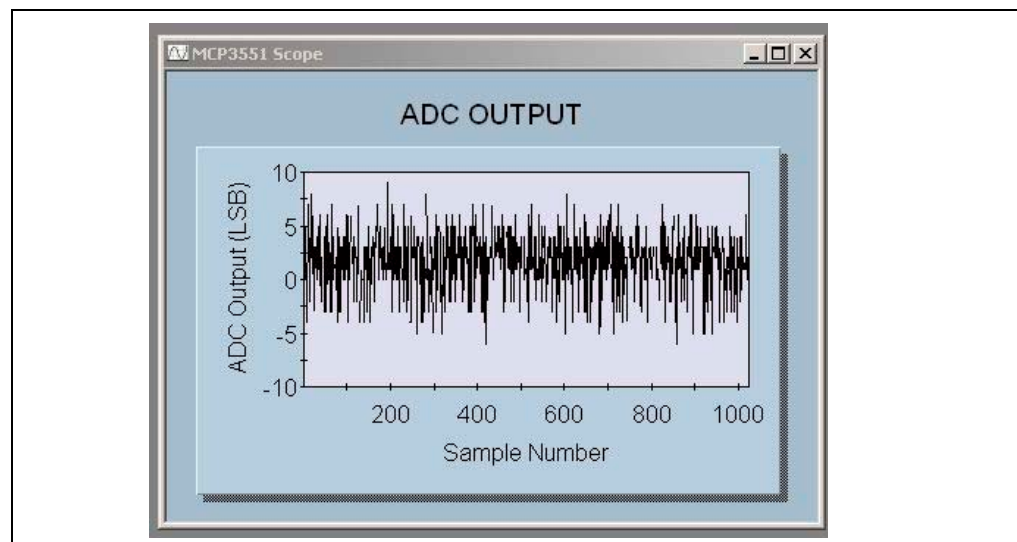 MCP3551 Scope
ADC OUTPUT
ADC Output (LSB)
10
5
0
-5
-10
200 400 600 800 1000
Sample Number